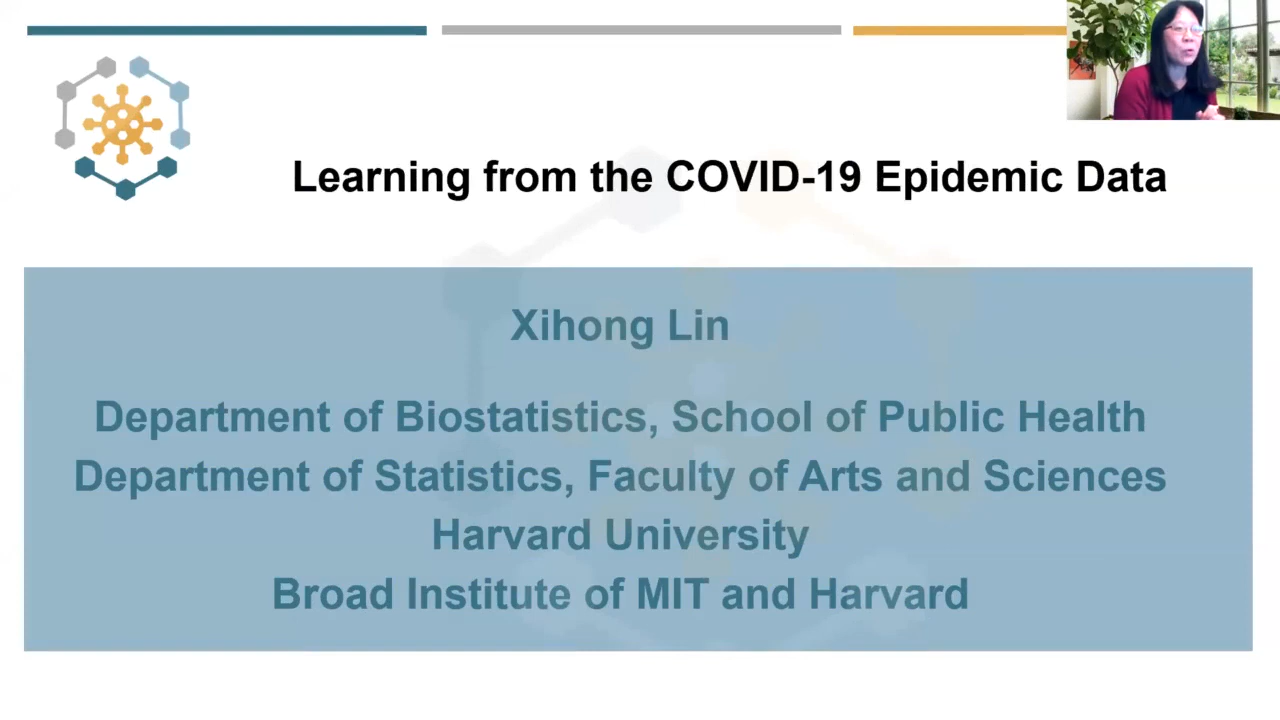 Learning from the COVID-19 Epidemic Data
Xihong Lin
Department of Biostatistics, School of Public Health
Department of Statistics, Faculty of Arts and Sciences
Harvard University
Broad Institute of MIT and Harvard